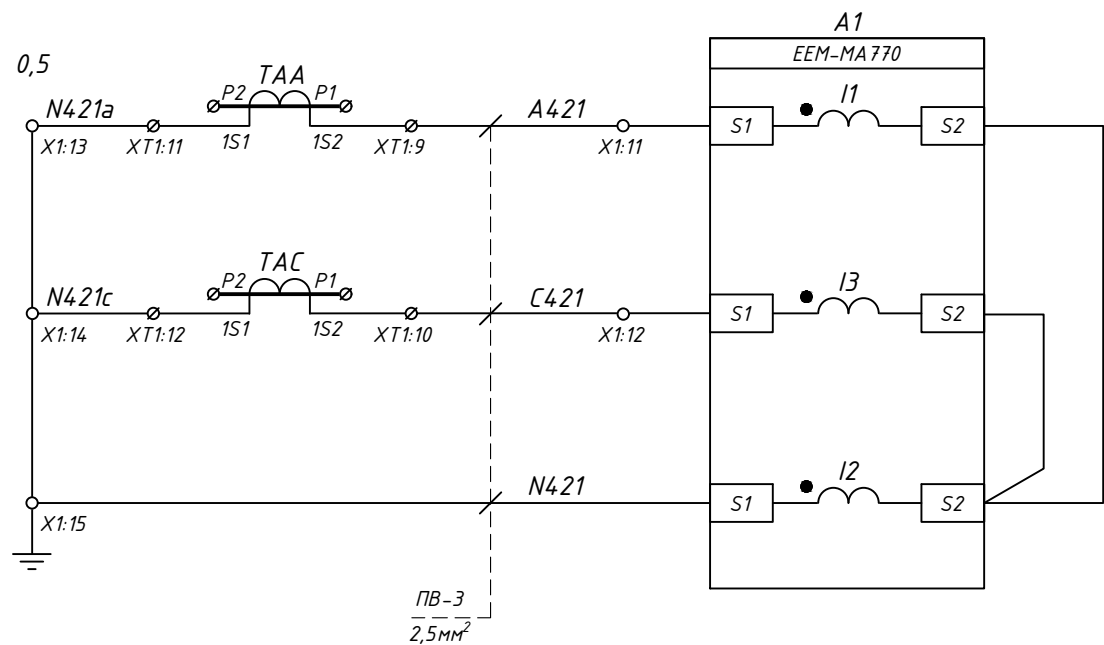 A1
EEM-MA770
0,5
N421a
P2
TAA
P1
A421
S1
I1
S2
X1:13
XT1:11
1S1
1S2
XT1:9
X1:11
N421c
P2
TAC
P1
C421
S1
I3
S2
X1:14
XT1:12
1S1
1S2
XT1:10
X1:12
N421
S1
I2
S2
X1:15
ПВ-3
2,5мм²